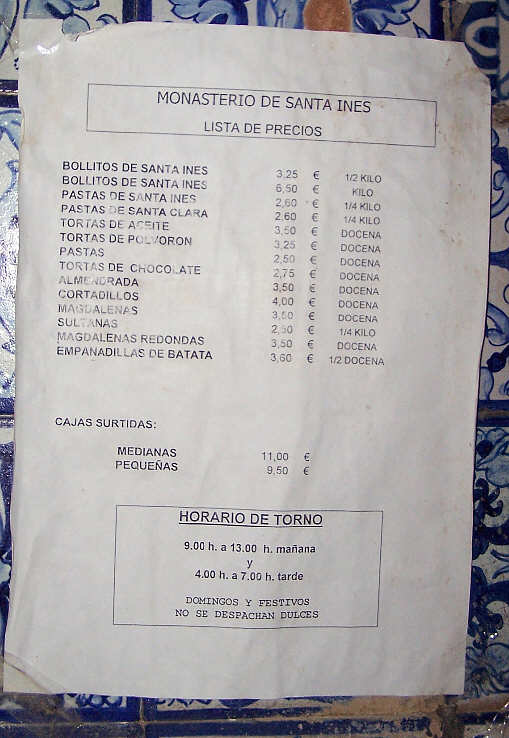 MONASTERIO DE SANTA INES
LISTA DE PRECIOS
BOLLITOS DE SANTA INES 3,25 € 1/2 KILO
BOLLITOS DE SANTA INES 6,50 € KILO
PASTAS DE SANTA INES 2,60 € 1/4 KILO
PASTAS DE SANTA CLARA 2,60 € 1/4 KILO
TORTAS DE ACEITE 3,50 € DOCENA
TORTAS DE POLVORON 3,25 € DOCENA
PASTAS 2,50 € DOCENA
TORTAS DE CHOCOLATE 2,75 € DOCENA
ALMENDRADA 3,50 € DOCENA
CORTADILLOS 4,00 € DOCENA
MAGDALENAS 3,50 € DOCENA
SULTANAS 2,50 € 1/4 KILO
MAGDALENAS REDONDAS 3,50 € DOCENA
EMPANADILLAS DE BATATA 3,60 € 1/2 DOCENA
CAJAS SURTIDAS:
MEDIANAS 11,00 €
PEQUEÑAS 9,50 €
HORARIO DE TORNO
9.00 h. a 13.00 h. mañana
y
4.00 h. a 7.00 h. tarde
DOMINGOS Y FESTIVOS
NO SE DESPACHAN DULCES